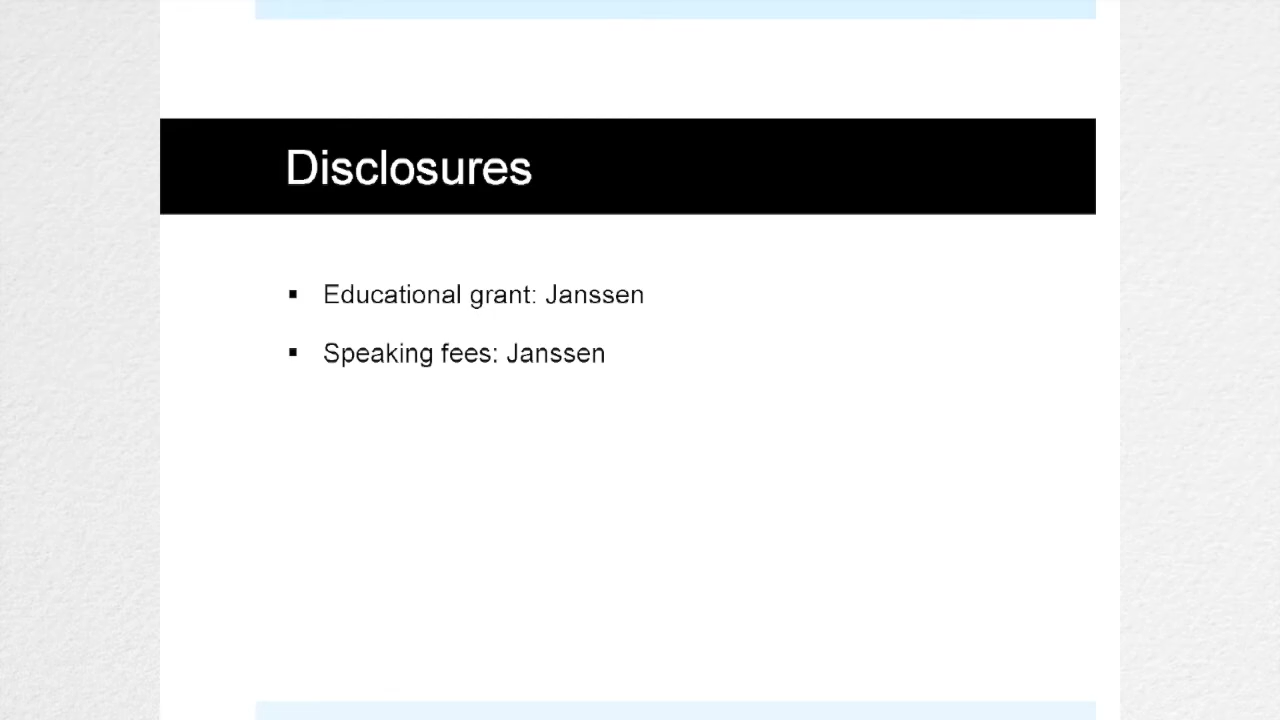 Disclosures
▪ Educational grant: Janssen
▪ Speaking fees: Janssen